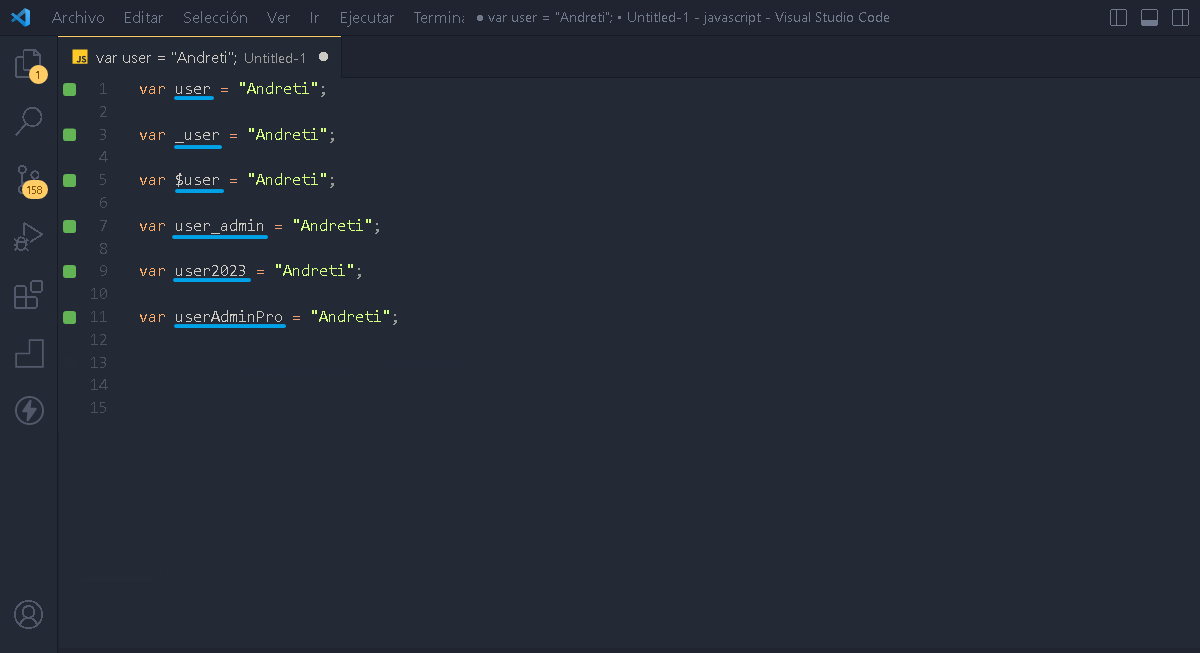 Archivo Editar Selección Ver Ir Ejecutar Termina ● var user = "Andreti"; • Untitled-1 - javascript - Visual Studio Code
JS var user = "Andreti"; Untitled-1 ●
1
158
1 var user = "Andreti";
2
3 var _user = "Andreti";
4
5 var $user = "Andreti";
6
7 var user_admin = "Andreti";
8
9 var user2023 = "Andreti";
10
11 var userAdminPro = "Andreti";
12
13
14
15